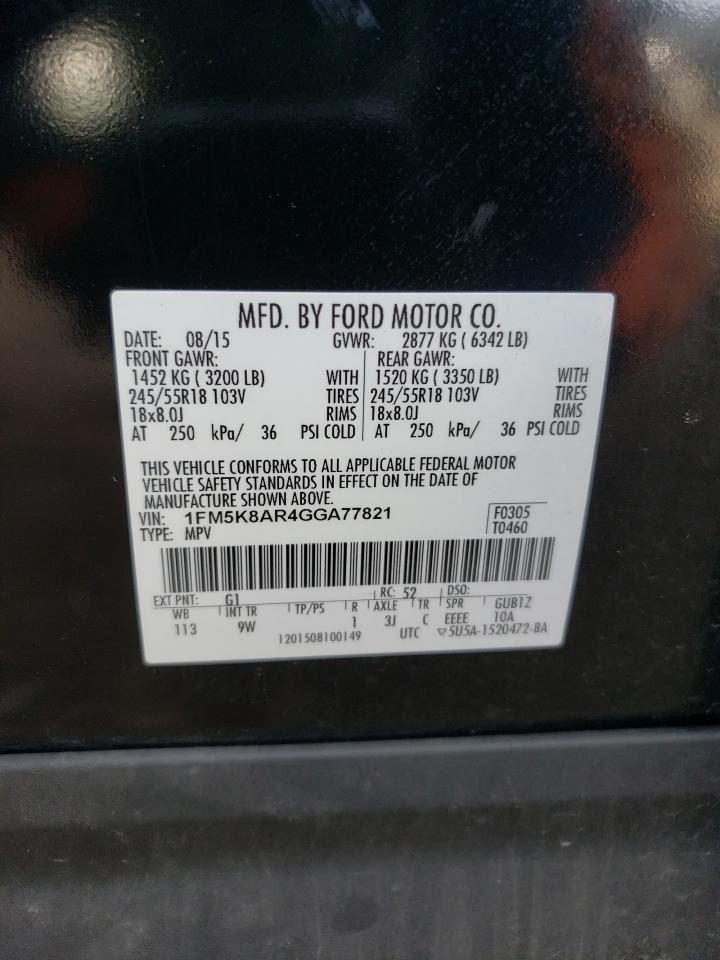 MFD. BY FORD MOTOR CO.
DATE: 08/15 GVWR: 2877 KG ( 6342 LB)
FRONT GAWR: REAR GAWR:
1452 KG ( 3200 LB) WITH 1520 KG ( 3350 LB) WITH
245/55R18 103V TIRES 245/55R18 103V TIRES
18x8.0J RIMS 18x8.0J RIMS
AT 250 kPa/ 36 PSI COLD AT 250 kPa/ 36 PSI COLD
THIS VEHICLE CONFORMS TO ALL APPLICABLE FEDERAL MOTOR
VEHICLE SAFETY STANDARDS IN EFFECT ON THE DATE OF
MANUFACTURE SHOWN ABOVE.
VIN: 1FM5K8AR4GGA77821 F0305
TYPE: MPV T0460
EXT PNT: G1 RC: 52 DSO:
WB INT TR TP/PS R AXLE TR SPR GUB1Z
113 9W 1 3J C EEEE 10A
1201508100149 UTC ▽5U5A-1520472-BA